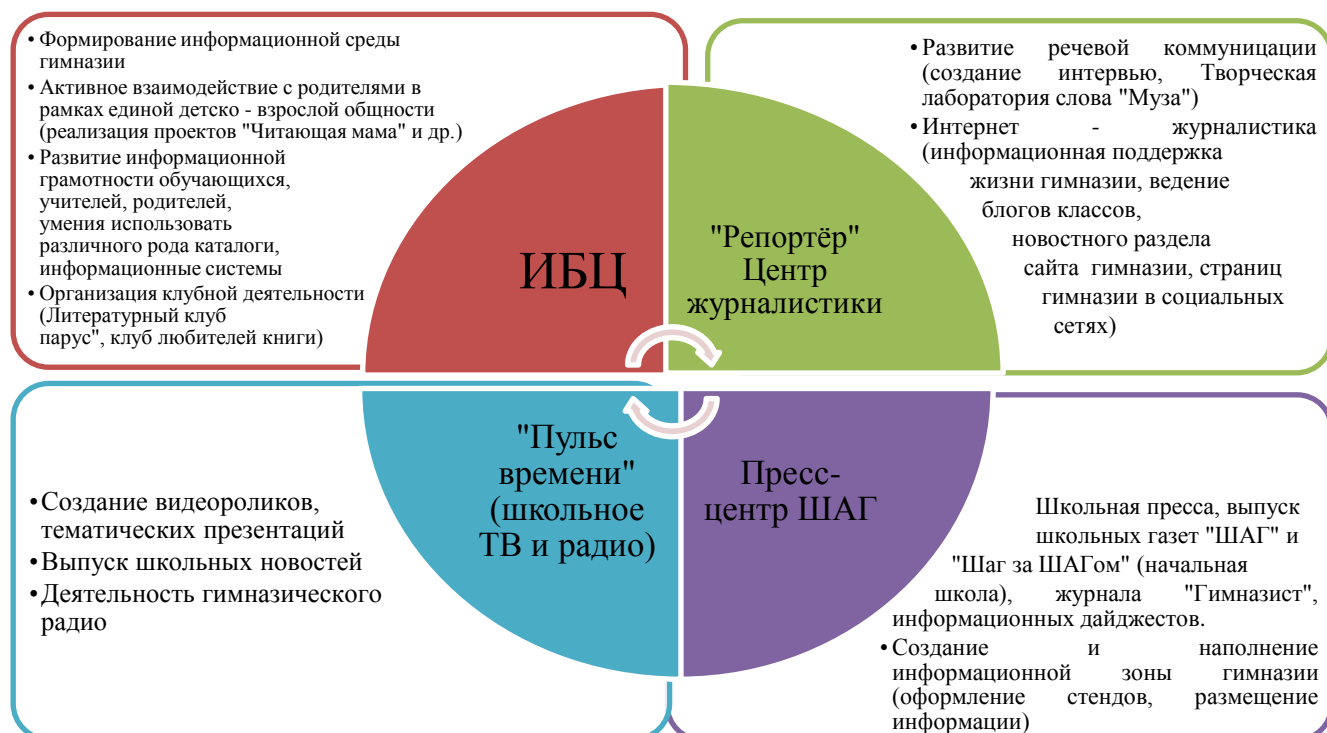 • Формирование информационной среды
гимназии
• Активное взаимодействие с родителями в
рамках единой детско - взрослой общности
(реализация проектов "Читающая мама" и др.)
• Развитие информационной
грамотности обучающихся,
учителей, родителей,
умения использовать
различного рода каталоги,
информационные системы
• Организация клубной деятельности
(Литературный клуб
парус", клуб любителей книги)
ИБЦ
"Репортёр"
Центр
журналистики
• Развитие речевой коммуницации
(создание интервью, Творческая
лаборатория слова "Муза")
• Интернет - журналистика
(информационная поддержка
жизни гимназии, ведение
блогов классов,
новостного раздела
сайта гимназии, страниц
гимназии в социальных
сетях)
• Создание видеороликов,
тематических презентаций
• Выпуск школьных новостей
• Деятельность гимназического
радио
"Пульс
времени"
(школьное
ТВ и радио)
Пресс-
центр ШАГ
Школьная пресса, выпуск
школьных газет "ШАГ" и
"Шаг за ШАГом" (начальная
школа), журнала "Гимназист",
информационных дайджестов.
• Создание и наполнение
информационной зоны гимназии
(оформление стендов, размещение
информации)